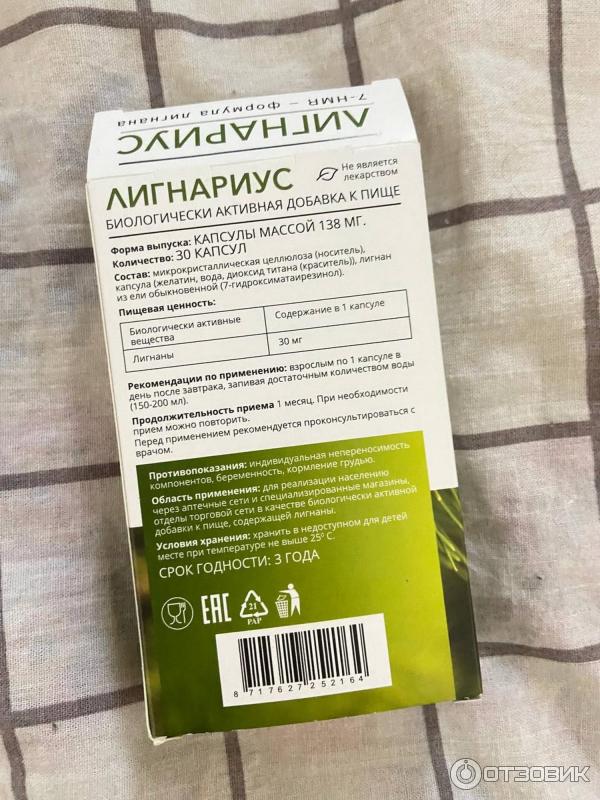 7-HMR – формула лигнана
ЛИГНАРИУС
ЛИГНАРИУС
Не является
лекарством
БИОЛОГИЧЕСКИ АКТИВНАЯ ДОБАВКА К ПИЩЕ
Форма выпуска: КАПСУЛЫ МАССОЙ 138 МГ.
Количество: 30 КАПСУЛ
Состав: микрокристаллическая целлюлоза (носитель),
капсула (желатин, вода, диоксид титана (краситель)), лигнан
из ели обыкновенной (7-гидроксиматаирезинол).
Пищевая ценность:
Биологически активные
вещества
Содержание в 1 капсуле
Лигнаны
30 мг
Рекомендации по применению: взрослым по 1 капсуле в
день после завтрака, запивая достаточным количеством воды
(150-200 мл).
Продолжительность приема 1 месяц. При необходимости
прием можно повторить.
Перед применением рекомендуется проконсультироваться с
врачом.
Противопоказания: индивидуальная непереносимость
компонентов, беременность, кормление грудью.
Область применения: для реализации населению
через аптечные сети и специализированные магазины,
отделы торговой сети в качестве биологически активной
добавки к пище, содержащей лигнаны.
Условия хранения: хранить в недоступном для детей
месте при температуре не выше 25º С.
СРОК ГОДНОСТИ: 3 ГОДА
EAC
21
PAP
8 717627 252164
ОТЗОВИК